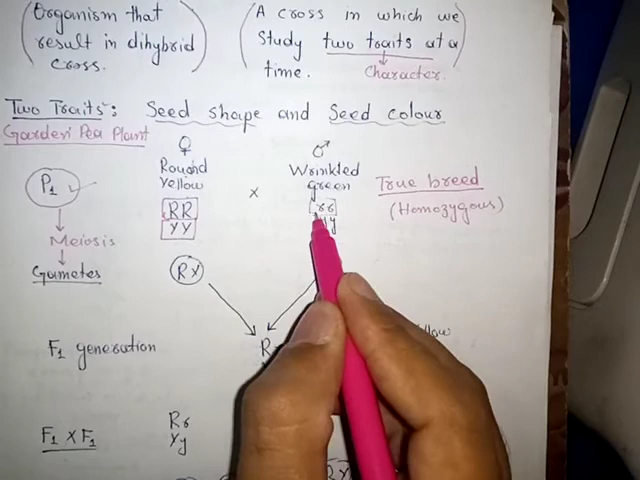 Organism that
result in dihybrid
cross.
A cross in which we
study two traits at a
time.
Character.
Two Traits: Seed shape and Seed colour
Garden Pea Plant
♀
♂
Round
Yellow
x
Wrinkled
green
True breed
(Homozygous)
P1
RR
YY
rr
yy
Meiosis
Gametes
RY
F1 generation
F1 X F1
Rr
Yy